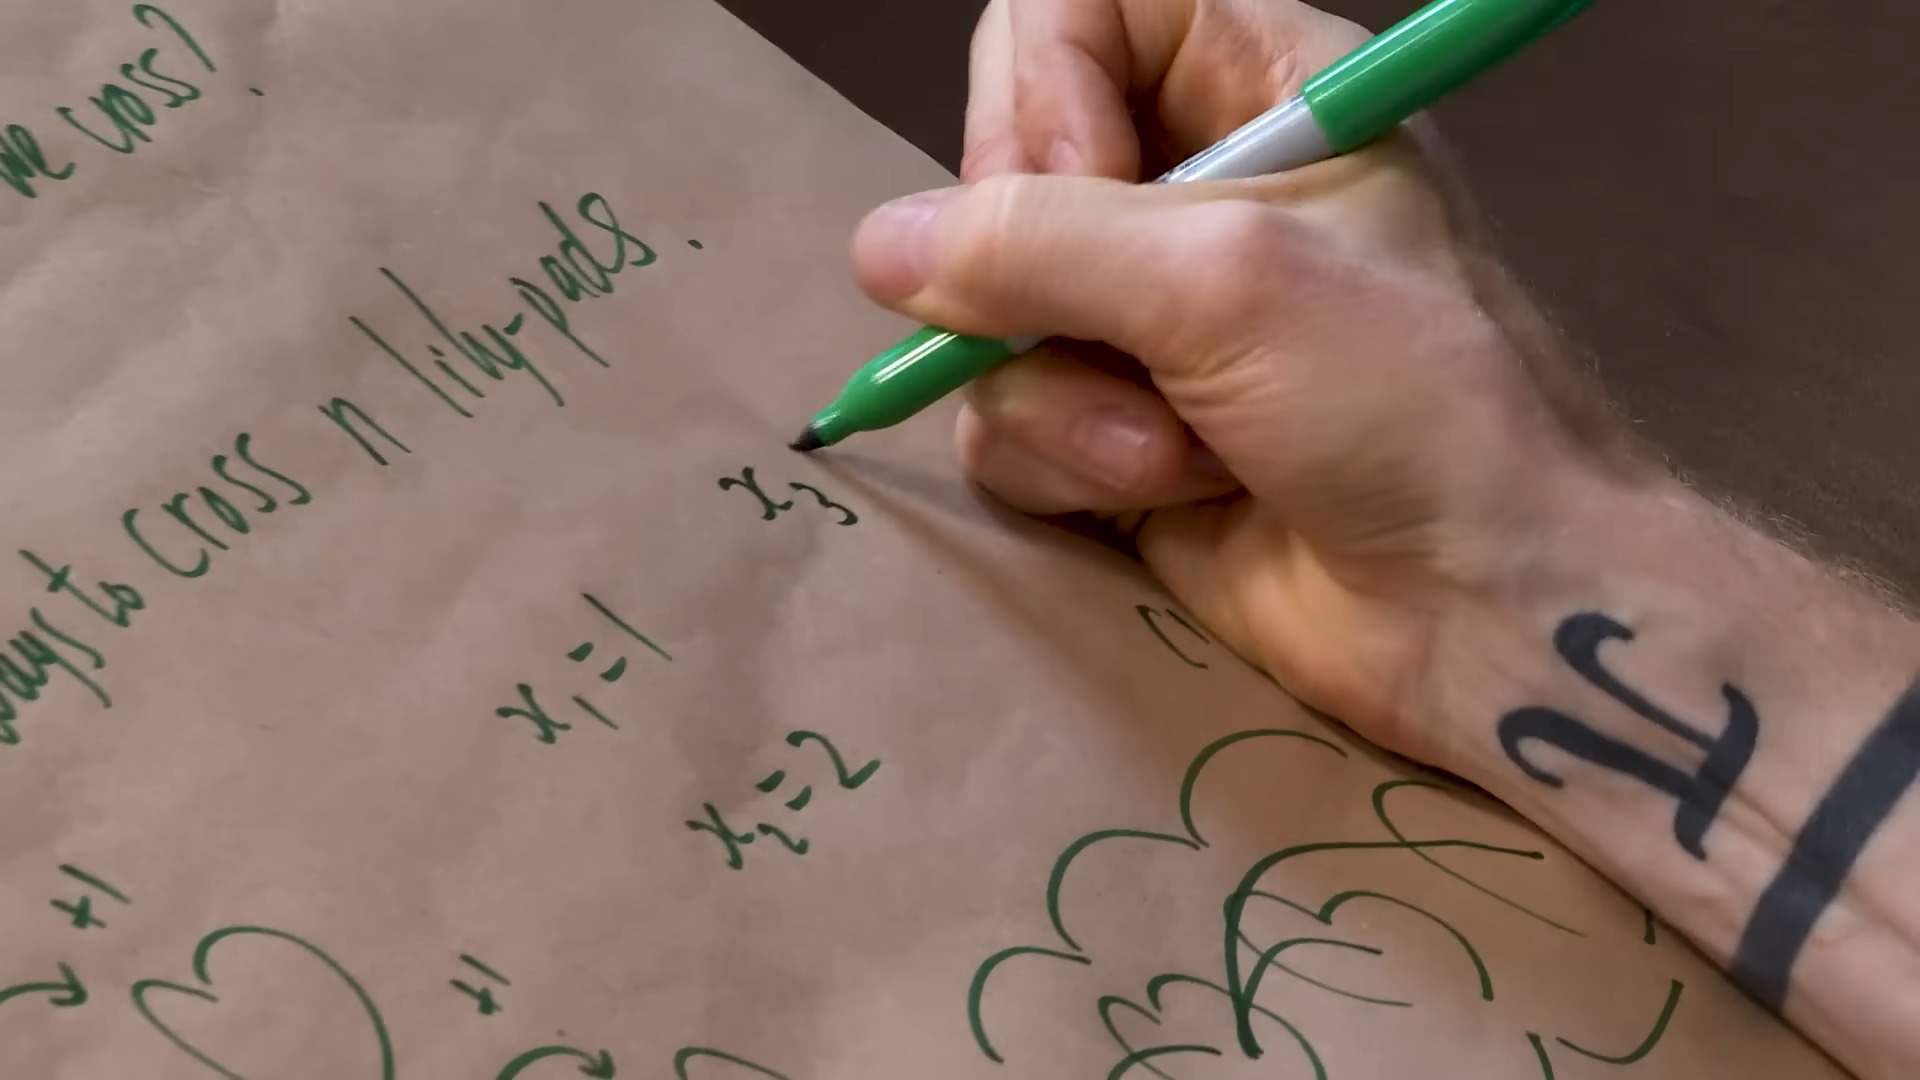 we cross?
ways to cross n lily-pads.
x₃
x₁=1
x₂=2
+1
+1
π